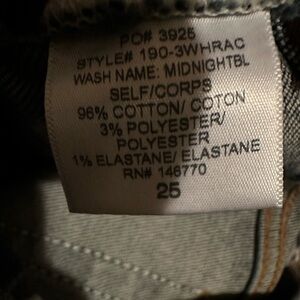 PO# 3925
STYLE# 190-3WHRAC
WASH NAME: MIDNIGHTBL
SELF/CORPS
96% COTTON/ COTON
3% POLYESTER/
POLYESTER
1% ELASTANE/ ELASTANE
RN# 146770
25